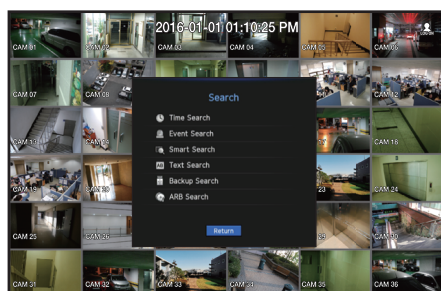 2016-01-01 01:10:25 PM
LOGON
CAM 01
CAM 02
CAM 03
CAM 04
CAM 05
CAM 06
CAM 07
CAM 08
CAM 12
Search
Time Search
Event Search
Smart Search
Text Search
Backup Search
ARB Search
Return
CAM 13
CAM 18
CAM 19
23
CAM 24
CAM 25
CAM 26
29
CAM 30
CAM 31
CAM 32
CAM 33
CAM 34
CAM 35
CAM 36